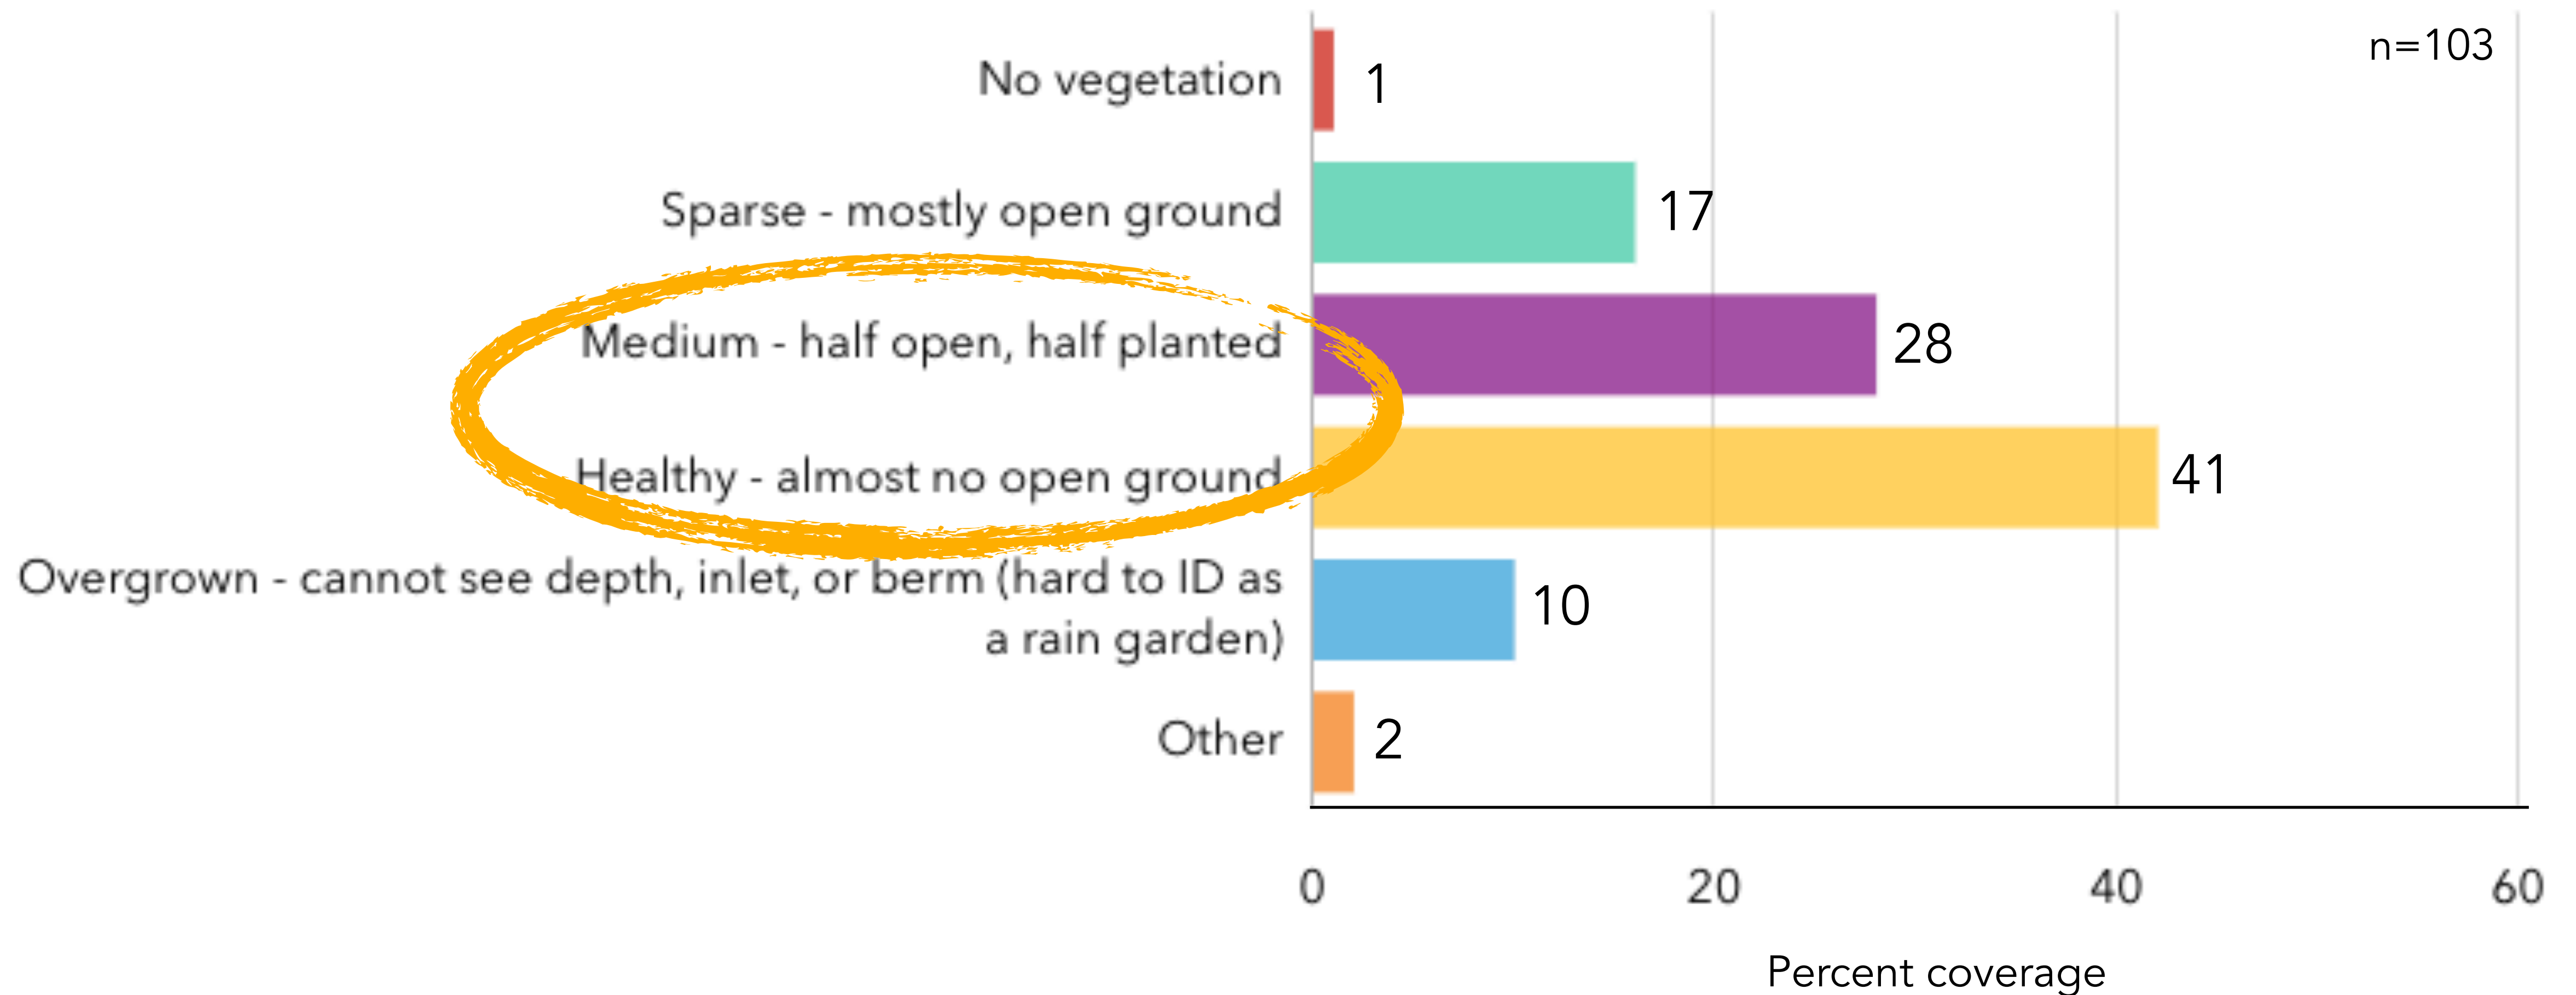 n=103
No vegetation 1
Sparse - mostly open ground 17
Medium - half open, half planted 28
Healthy - almost no open ground 41
Overgrown - cannot see depth, inlet, or berm (hard to ID as
a rain garden) 10
Other 2
0 20 40 60
Percent coverage